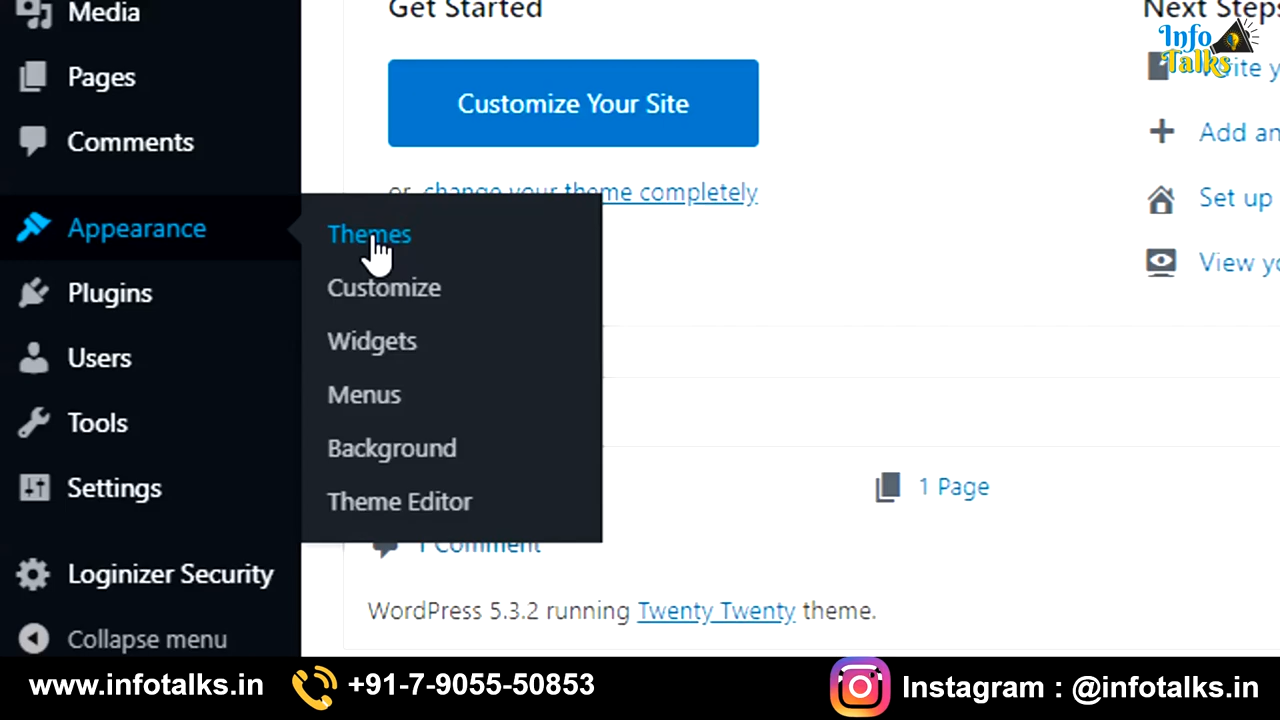 Media
Pages
Comments
Appearance
Plugins
Users
Tools
Settings
Loginizer Security
Collapse menu
Get Started
Customize Your Site
or change your theme completely
Themes
Customize
Widgets
Menus
Background
Theme Editor
1 Comment
1 Page
WordPress 5.3.2 running Twenty Twenty theme.
Next Steps
Info
Talks
Add an
Set up
View yo
www.infotalks.in
+91-7-9055-50853
Instagram : @infotalks.in